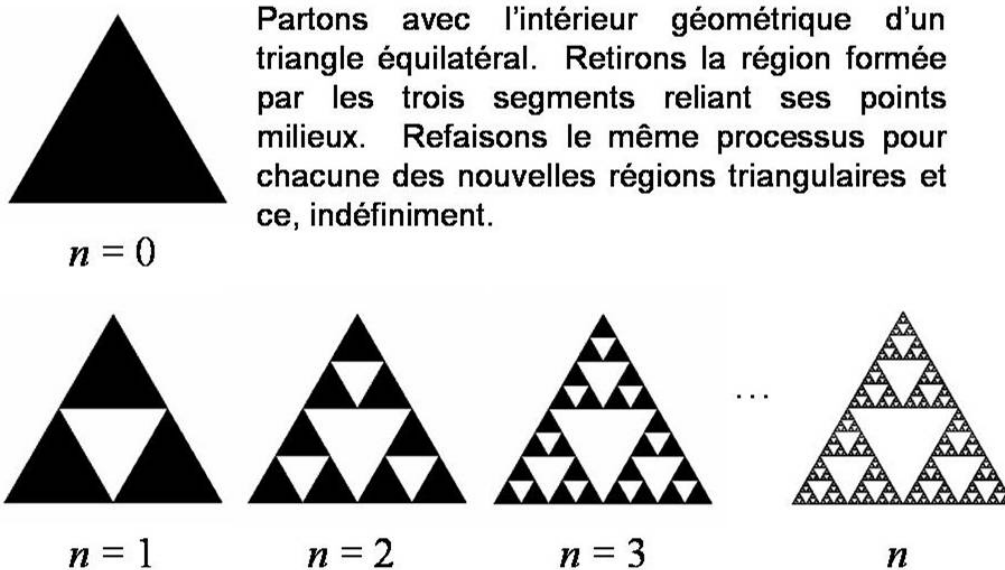 Partons avec l'intérieur géométrique d'un
triangle équilatéral. Retirons la région formée
par les trois segments reliant ses points
milieux. Refaisons le même processus pour
chacune des nouvelles régions triangulaires et
ce, indéfiniment.
n = 0
...
n = 1
n = 2
n = 3
n